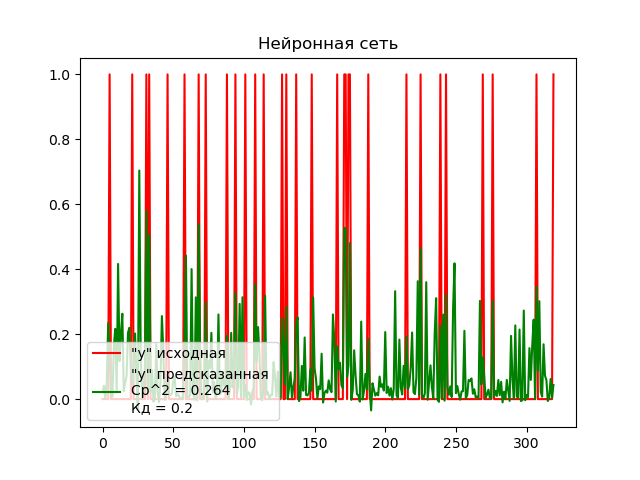 Нейронная сеть
1.0
0.8
0.6
0.4
0.2
0.0
"y" исходная
"y" предсказанная
Ср^2 = 0.264
Кд = 0.2
0 50 100 150 200 250 300